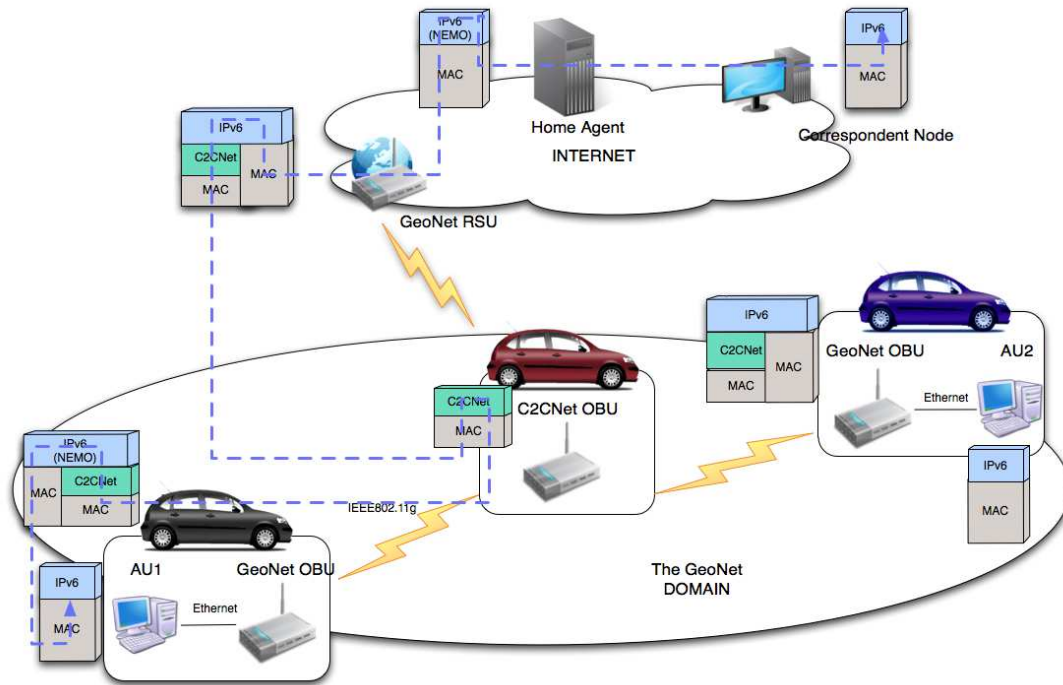 IPv6
(NEMO)
MAC
IPv6
MAC
Home Agent
INTERNET
Correspondent Node
IPv6
C2CNet
MAC
MAC
GeoNet RSU
IPv6
C2CNet
MAC
MAC
GeoNet OBU
AU2
Ethernet
C2CNet
MAC
C2CNet OBU
IPv6
(NEMO)
MAC
C2CNet
MAC
IEEE802.11g
IPv6
MAC
AU1
GeoNet OBU
Ethernet
IPv6
MAC
The GeoNet
DOMAIN